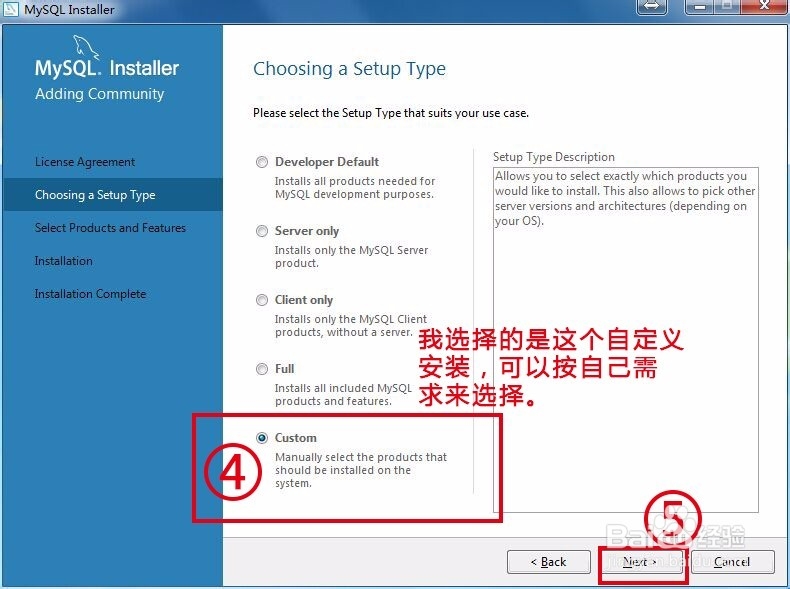 MySQL Installer
MySQL. Installer
Adding Community
License Agreement
Choosing a Setup Type
Select Products and Features
Installation
Installation Complete
Choosing a Setup Type
Please select the Setup Type that suits your use case.
Developer Default
Installs all products needed for
MySQL development purposes.
Server only
Installs only the MySQL Server
product.
Client only
Installs only the MySQL Client
products, without a server.
Full
Installs all included MySQL
products and features.
Custom
Manually select the products that
should be installed on the
system.
④
Setup Type Description
Allows you to select exactly which products you
would like to install. This also allows to pick other
server versions and architectures (depending on
your OS).
我选择的是这个自定义
安装，可以按自己需
求来选择。
⑤
Baidu经验
< Back
Next >
Cancel